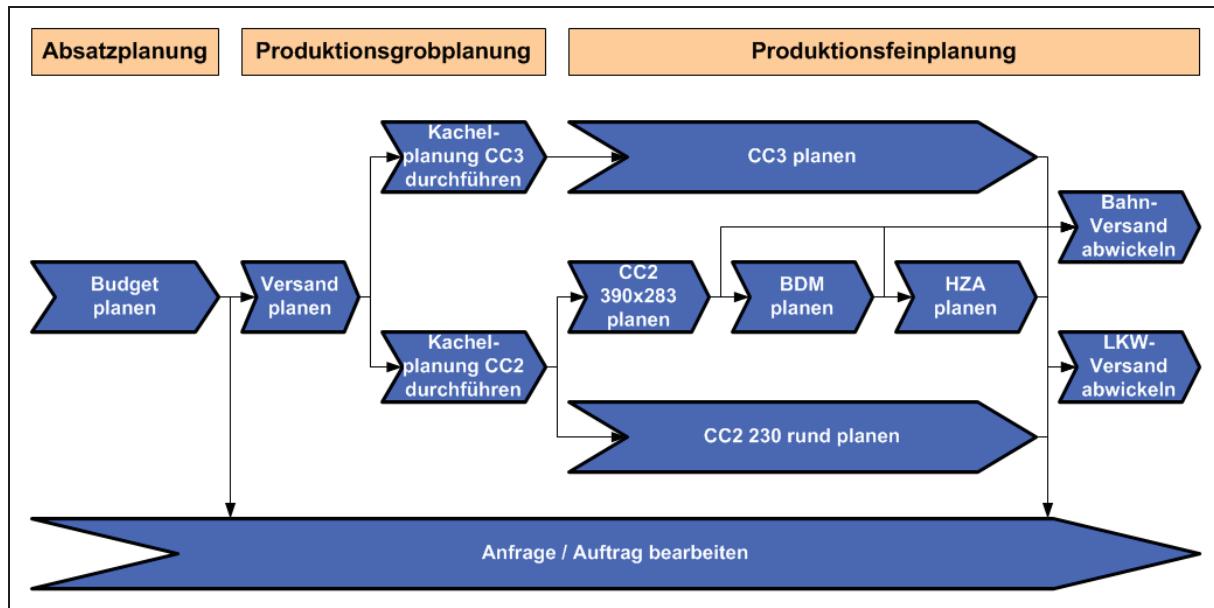 Absatzplanung
Produktionsgrobplanung
Produktionsfeinplanung
Kachel-
planung CC3
durchführen
CC3 planen
Bahn-
Versand
abwickeln
Budget
planen
Versand
planen
CC2
390x283
planen
BDM
planen
HZA
planen
Kachel-
planung CC2
durchführen
LKW-
Versand
abwickeln
CC2 230 rund planen
Anfrage / Auftrag bearbeiten